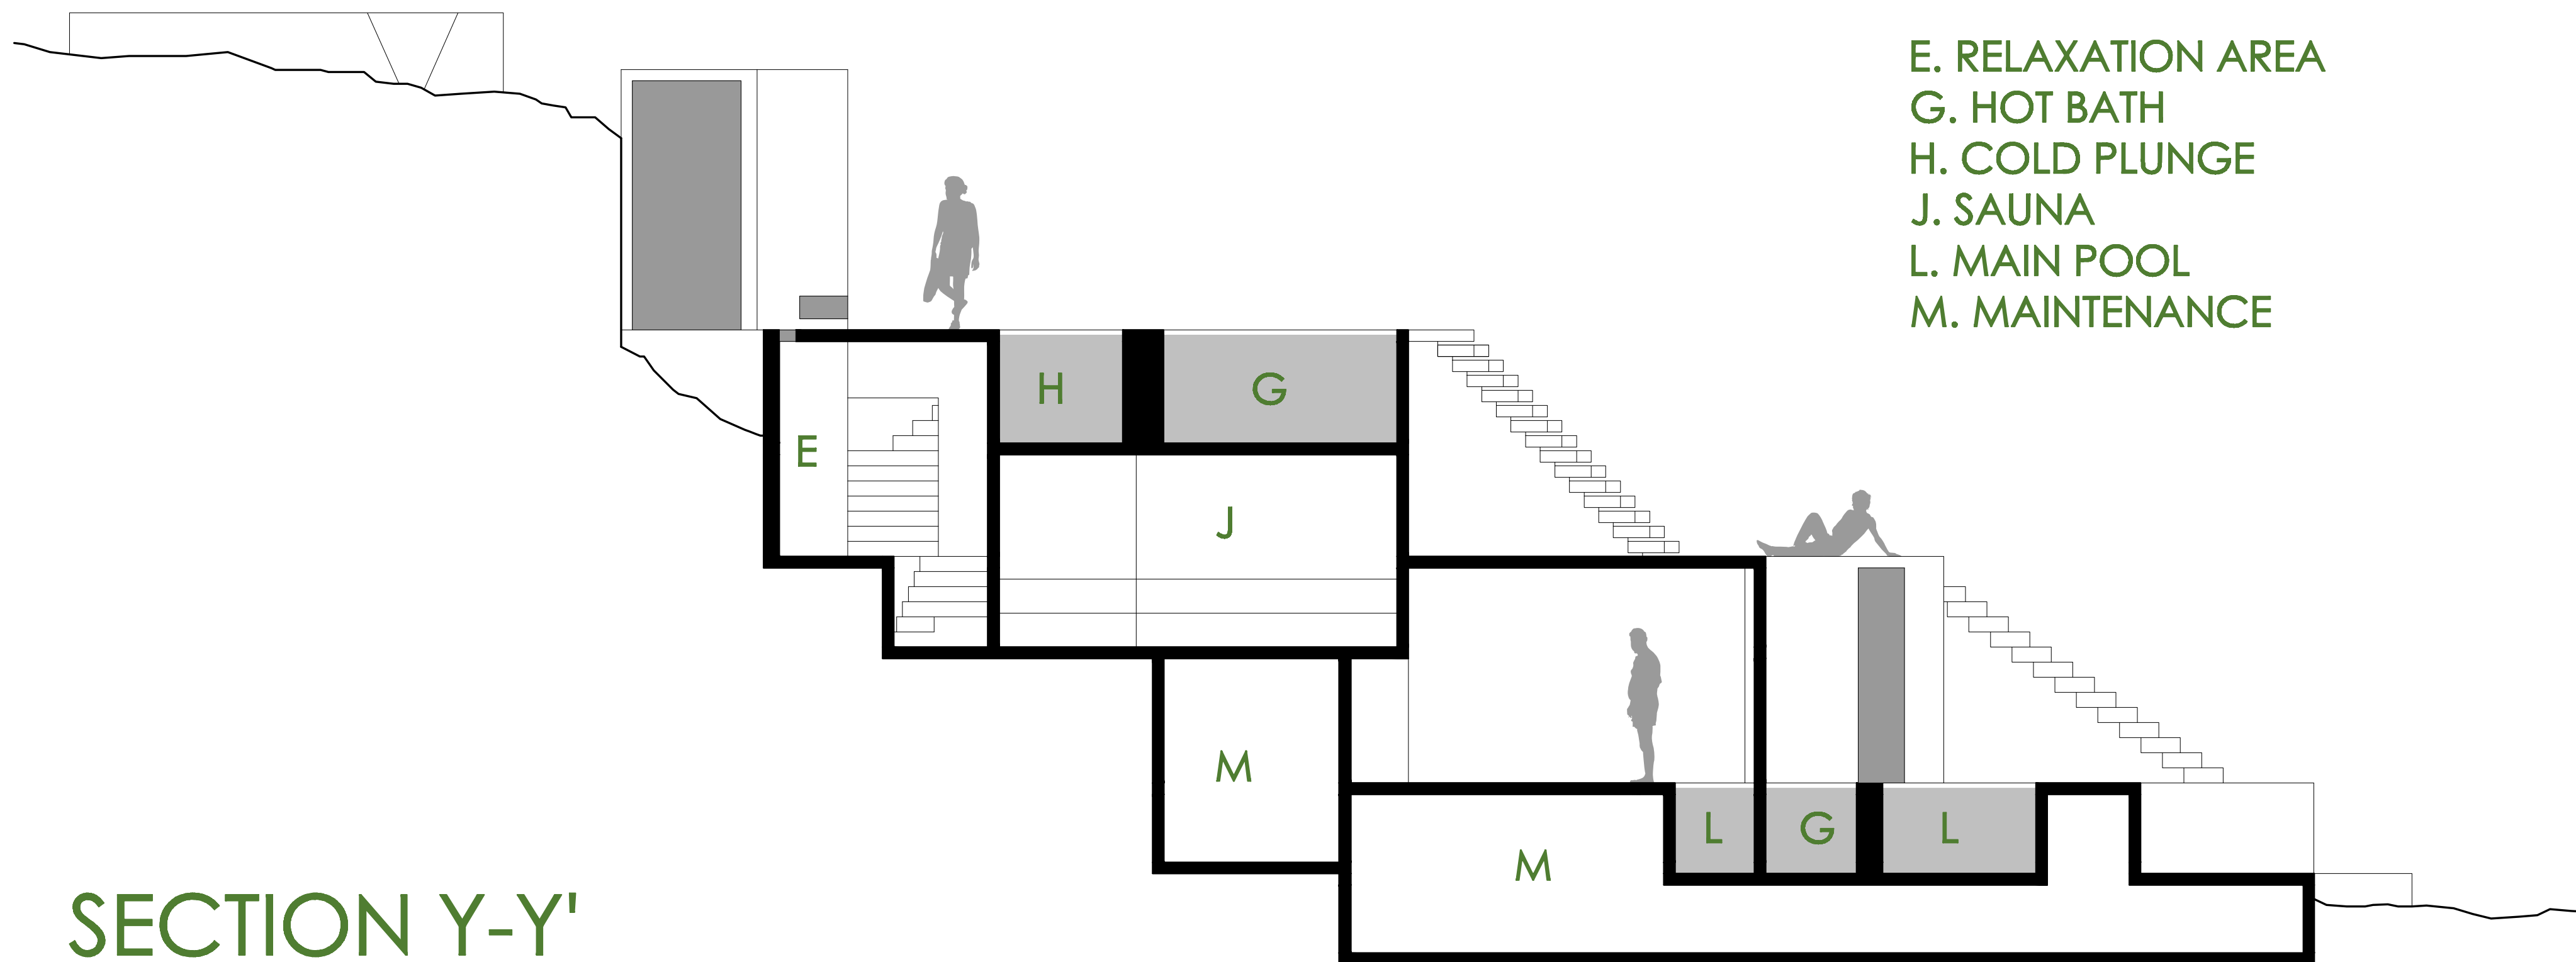 E. RELAXATION AREA
G. HOT BATH
H. COLD PLUNGE
J. SAUNA
L. MAIN POOL
M. MAINTENANCE
H
G
E
J
M
L
G
L
M
SECTION Y-Y'